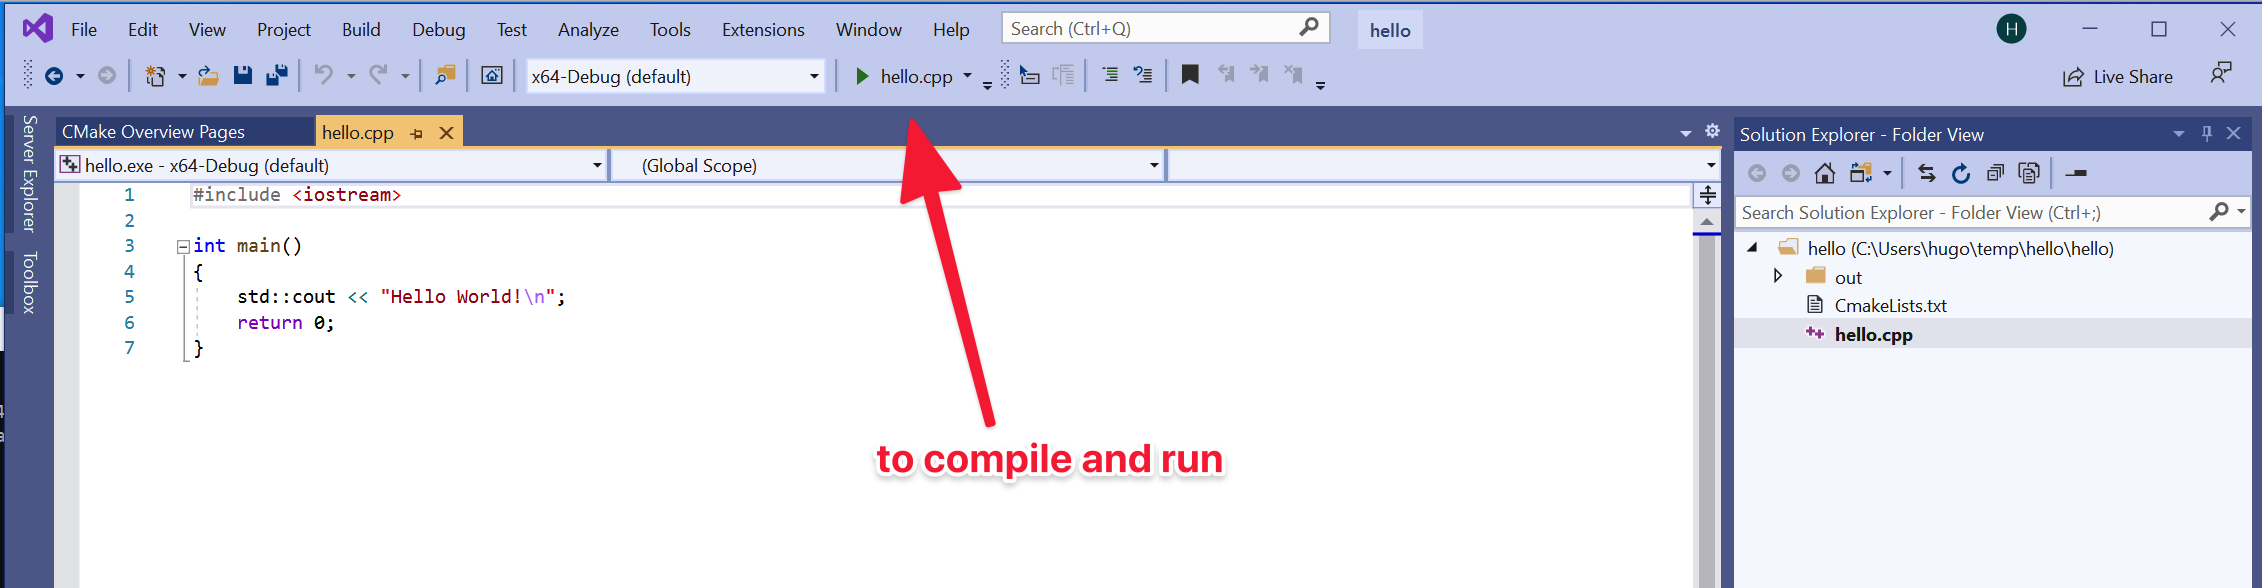 File Edit View Project Build Debug Test Analyze Tools Extensions Window Help Search (Ctrl+Q) hello H
x64-Debug (default) hello.cpp Live Share
Server Explorer
Toolbox
CMake Overview Pages hello.cpp
hello.exe - x64-Debug (default) (Global Scope)
1 #include <iostream>
2
3 int main()
4 {
5 std::cout << "Hello World!\n";
6 return 0;
7 }
to compile and run
Solution Explorer - Folder View
Search Solution Explorer - Folder View (Ctrl+;)
hello (C:\Users\hugo\temp\hello\hello)
out
CmakeLists.txt
hello.cpp